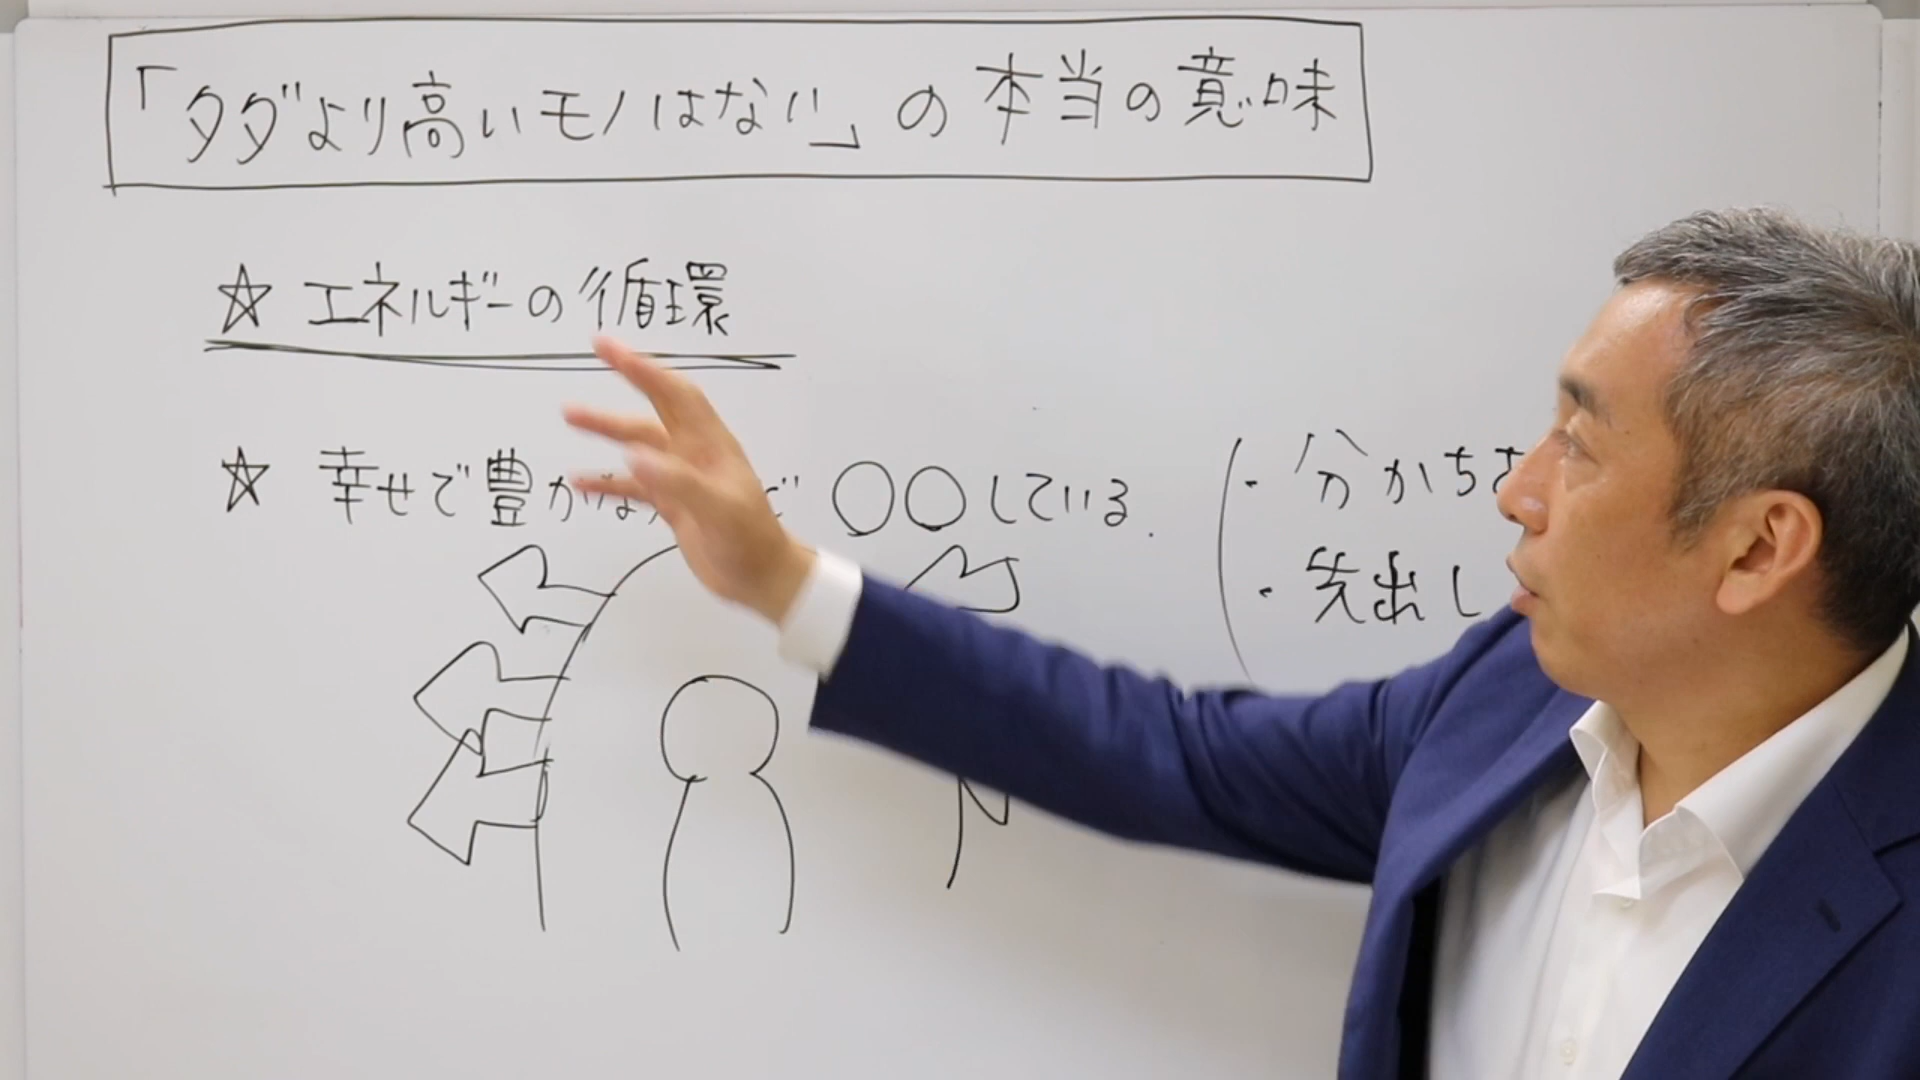 「タダより高いモノはない」の本当の意味
☆ エネルギーの循環
☆ 幸せで豊かな ○○している.
・分かち
・先出し